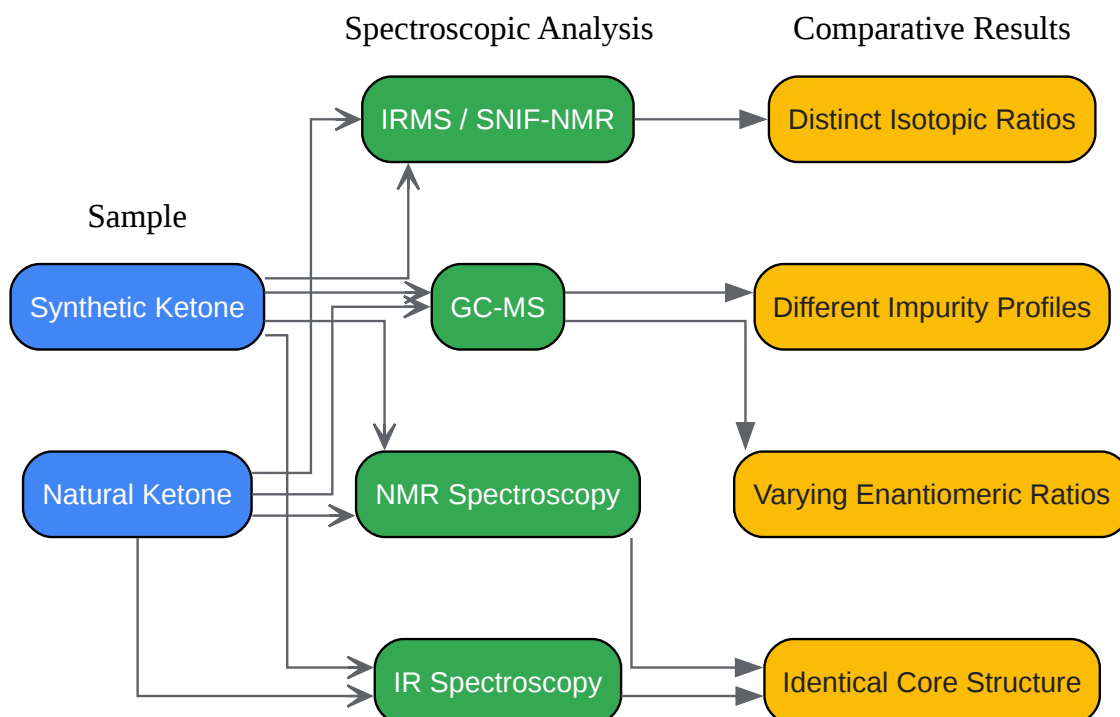 Spectroscopic Analysis
Comparative Results
IRMS / SNIF-NMR
Distinct Isotopic Ratios
Sample
Synthetic Ketone
GC-MS
Different Impurity Profiles
Natural Ketone
NMR Spectroscopy
Varying Enantiomeric Ratios
IR Spectroscopy
Identical Core Structure